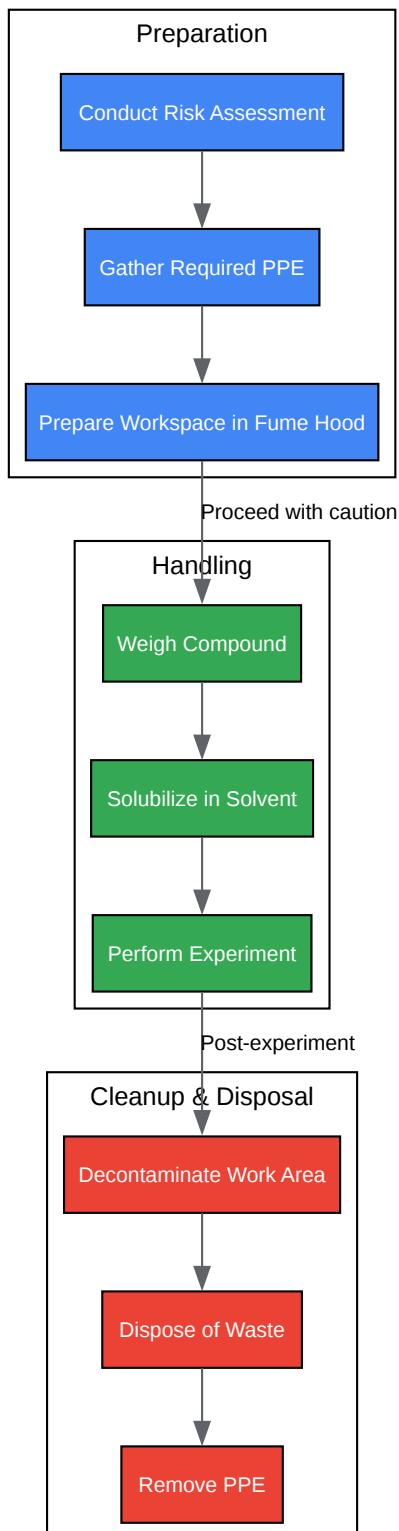 Preparation
Conduct Risk Assessment
Gather Required PPE
Prepare Workspace in Fume Hood
Proceed with caution
Handling
Weigh Compound
Solubilize in Solvent
Perform Experiment
Post-experiment
Cleanup & Disposal
Decontaminate Work Area
Dispose of Waste
Remove PPE